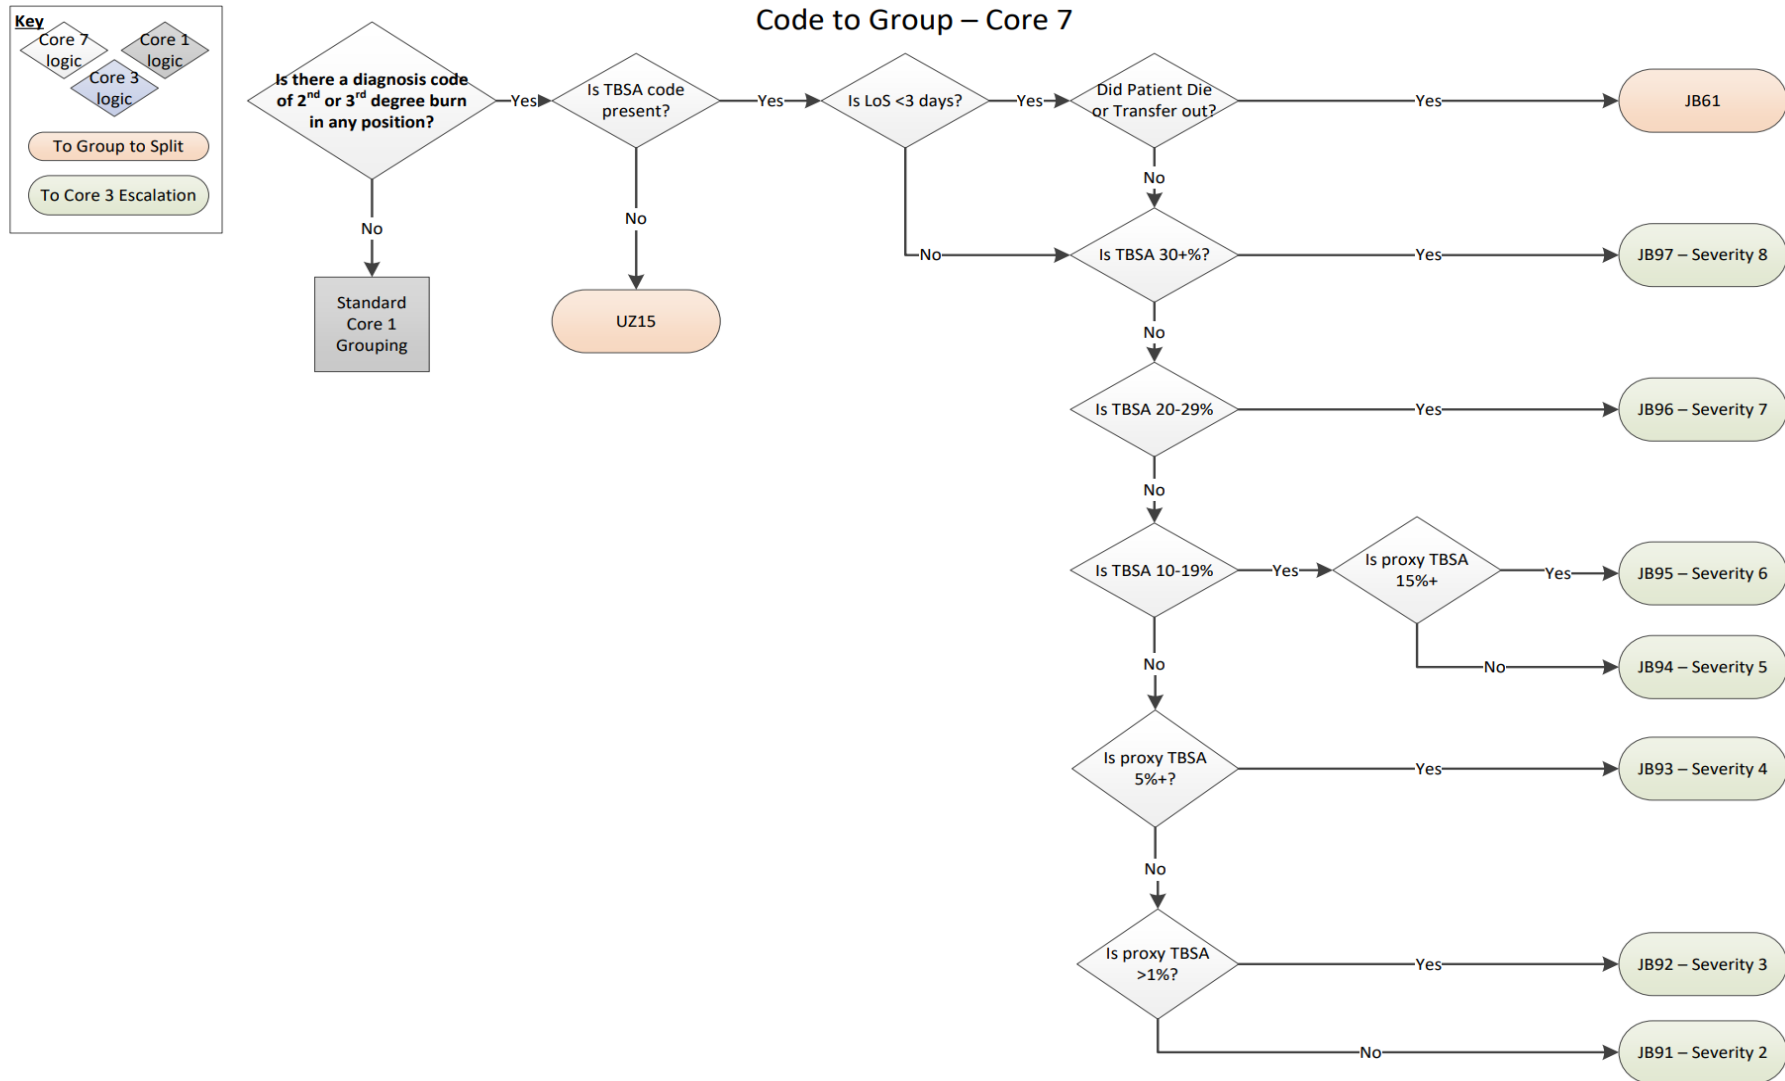 Code to Group – Core 7
Key
Core 7
logic
Core 1
logic
Core 3
logic
To Group to Split
To Core 3 Escalation
Is there a diagnosis code
of 2nd or 3rd degree burn
in any position?
Yes
Is TBSA code
present?
Yes
Is LoS <3 days?
Yes
Did Patient Die
or Transfer out?
Yes
JB61
No
No
No
No
Standard
Core 1
Grouping
UZ15
Is TBSA 30+%?
Yes
JB97 – Severity 8
No
Is TBSA 20-29%
Yes
JB96 – Severity 7
No
Is TBSA 10-19%
Yes
Is proxy TBSA
15%+
Yes
JB95 – Severity 6
No
JB94 – Severity 5
No
Is proxy TBSA
5%+?
Yes
JB93 – Severity 4
No
Is proxy TBSA
>1%?
Yes
JB92 – Severity 3
No
JB91 – Severity 2